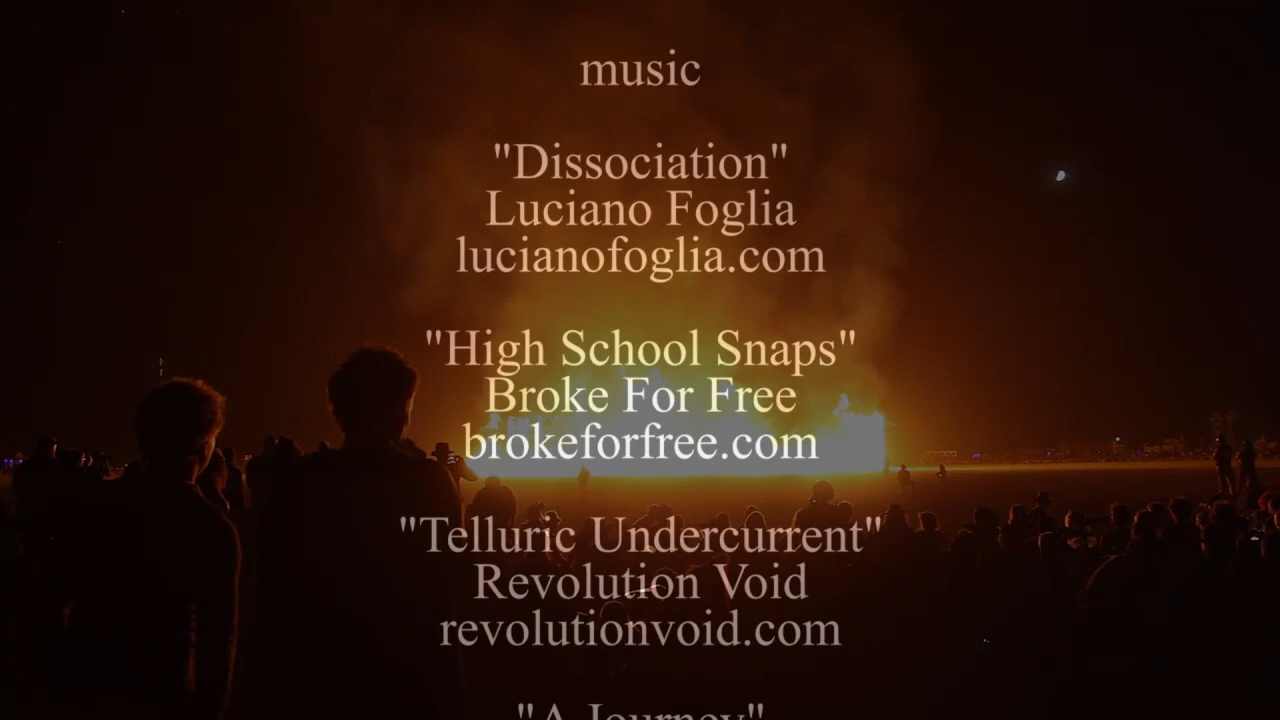 music
"Dissociation"
Luciano Foglia
lucianofoglia.com
"High School Snaps"
Broke For Free
brokeforfree.com
"Telluric Undercurrent"
Revolution Void
revolutionvoid.com
"A Journey"